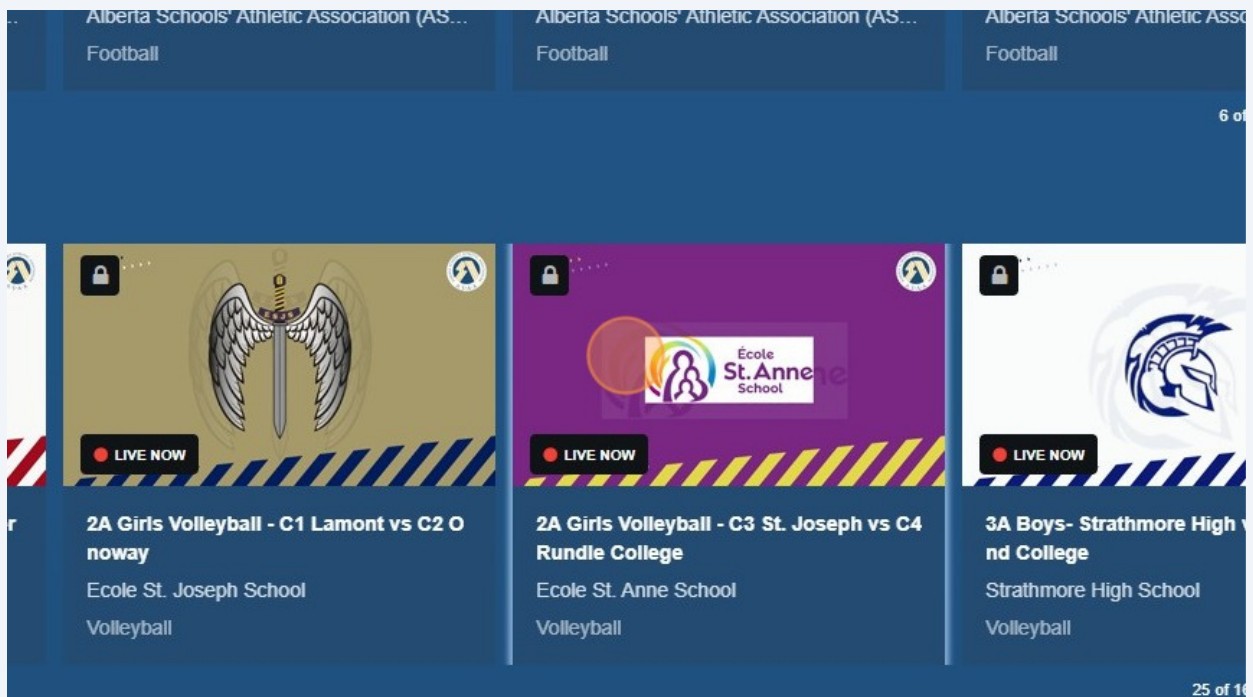 Alberta Schools' Athletic Association (AS...
Alberta Schools' Athletic Association (AS...
Alberta Schools' Athletic Asso
Football
Football
Football
6 of
École
St.Anne
School
LIVE NOW
LIVE NOW
LIVE NOW
2A Girls Volleyball - C1 Lamont vs C2 O
noway
Ecole St. Joseph School
Volleyball
2A Girls Volleyball - C3 St. Joseph vs C4
Rundle College
Ecole St. Anne School
Volleyball
3A Boys- Strathmore High v
nd College
Strathmore High School
Volleyball
25 of